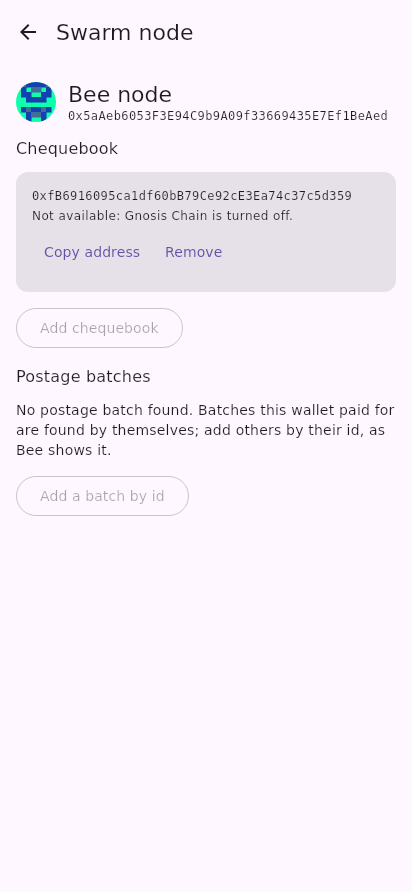 Swarm node
Bee node
0x5aAeb6053F3E94C9b9A09f33669435E7Ef1BeAed
Chequebook
0xfB6916095ca1df60bB79Ce92cE3Ea74c37c5d359
Not available: Gnosis Chain is turned off.
Copy address Remove
Add chequebook
Postage batches
No postage batch found. Batches this wallet paid for
are found by themselves; add others by their id, as
Bee shows it.
Add a batch by id